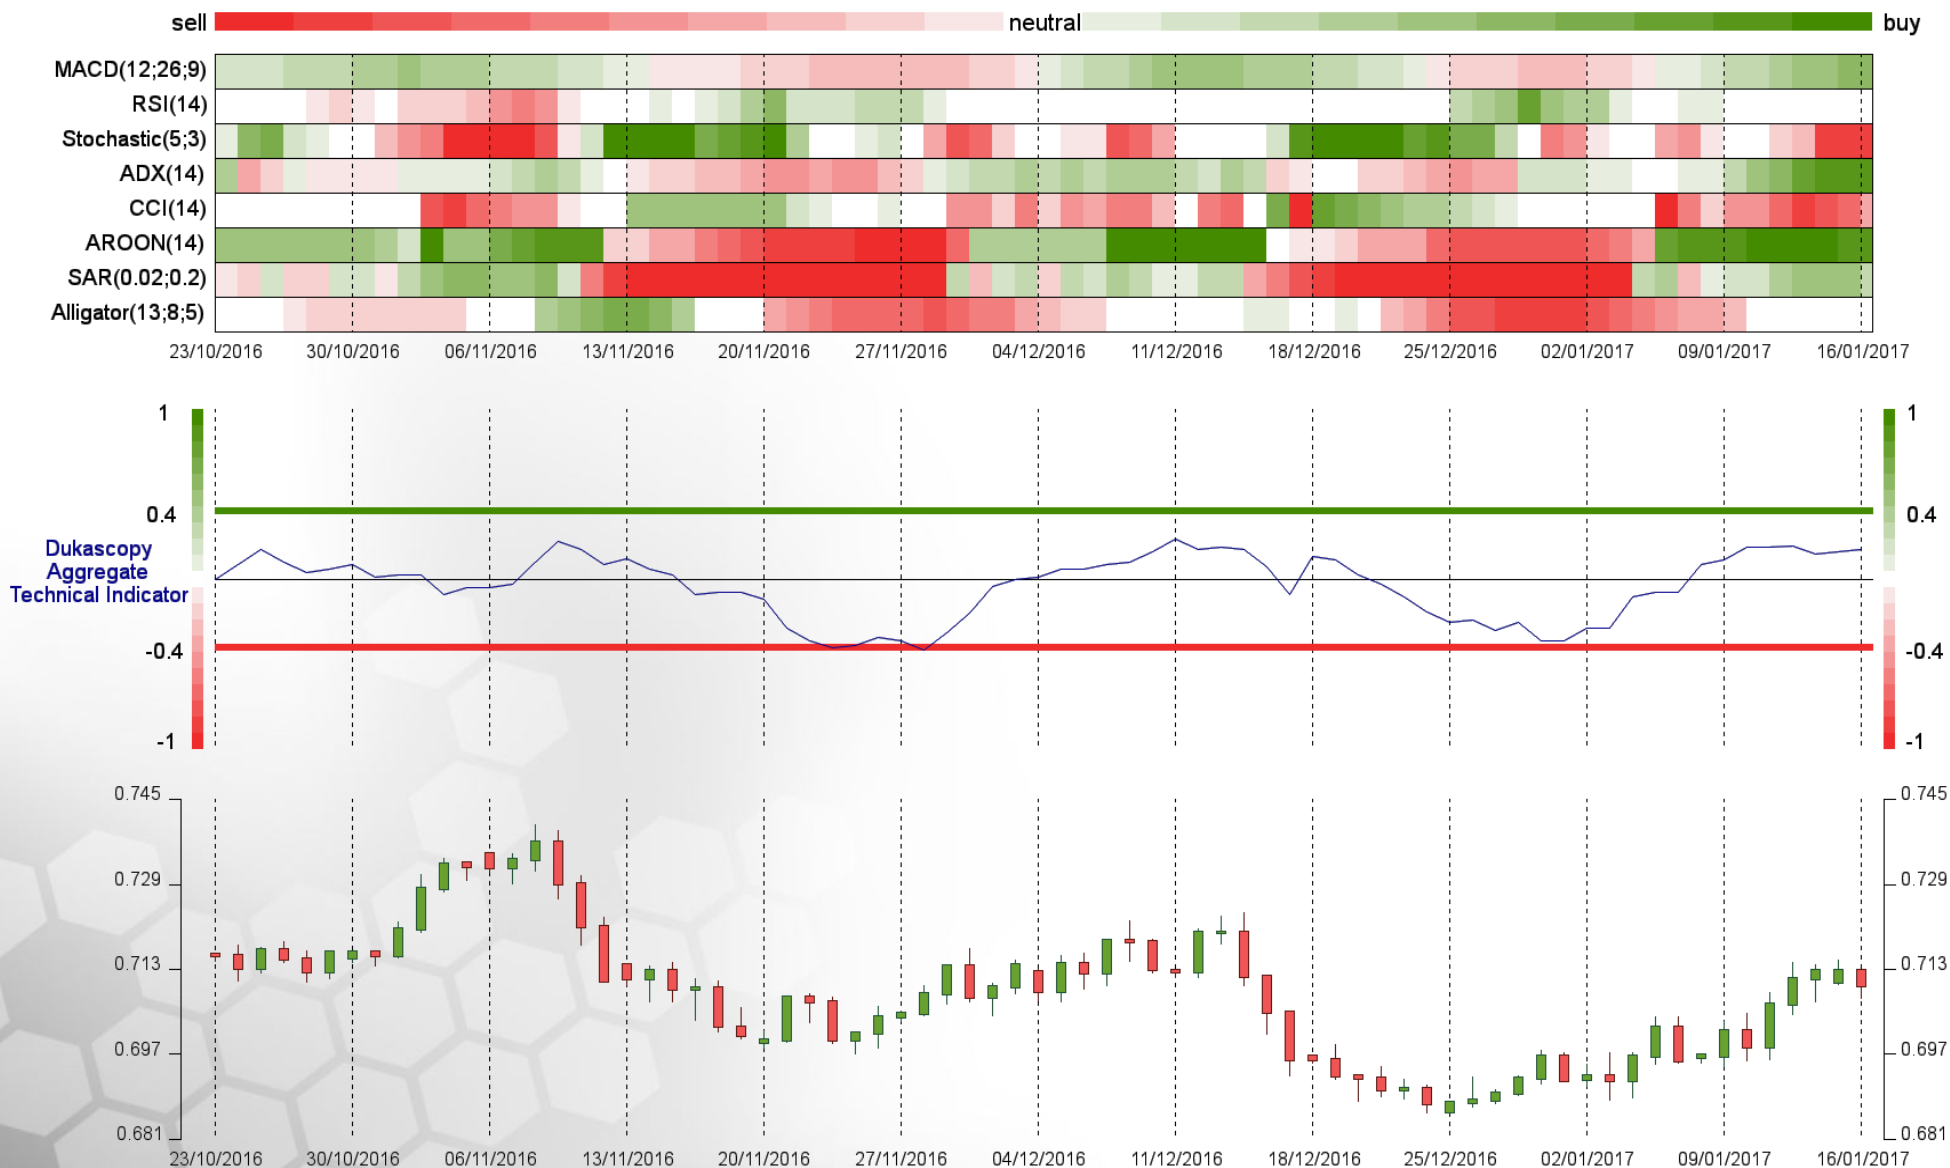 sell neutral buy
MACD(12;26;9)
RSI(14)
Stochastic(5;3)
ADX(14)
CCI(14)
AROON(14)
SAR(0.02;0.2)
Alligator(13;8;5)
23/10/2016 30/10/2016 06/11/2016 13/11/2016 20/11/2016 27/11/2016 04/12/2016 11/12/2016 18/12/2016 25/12/2016 02/01/2017 09/01/2017 16/01/2017
1 1
0.4 0.4
Dukascopy
Aggregate
Technical Indicator
-0.4 -0.4
-1 -1
0.745 0.745
0.729 0.729
0.713 0.713
0.697 0.697
0.681 0.681
23/10/2016 30/10/2016 06/11/2016 13/11/2016 20/11/2016 27/11/2016 04/12/2016 11/12/2016 18/12/2016 25/12/2016 02/01/2017 09/01/2017 16/01/2017